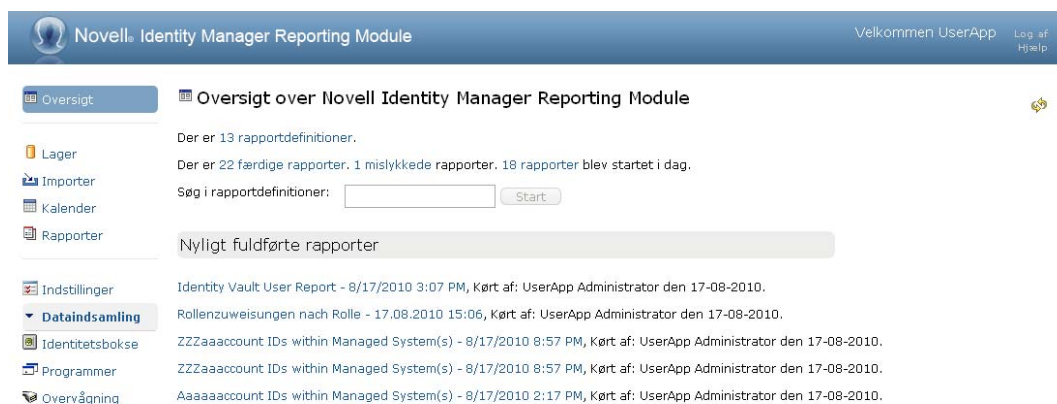 Novell® Identity Manager Reporting Module
Velkommen UserApp
Log af
Hjælp
Oversigt
Lager
Importer
Kalender
Rapporter
Indstillinger
Dataindsamling
Identitetsbokse
Programmer
Overvågning
Oversigt over Novell Identity Manager Reporting Module
Der er 13 rapportdefinitioner.
Der er 22 færdige rapporter. 1 mislykkede rapporter. 18 rapporter blev startet i dag.
Søg i rapportdefinitioner: Start
Nyligt fuldførte rapporter
Identity Vault User Report - 8/17/2010 3:07 PM, Kørt af: UserApp Administrator den 17-08-2010.
Rollenzuweisungen nach Rolle - 17.08.2010 15:06, Kørt af: UserApp Administrator den 17-08-2010.
ZZZaaaccount IDs within Managed System(s) - 8/17/2010 8:57 PM, Kørt af: UserApp Administrator den 17-08-2010.
ZZZaaaccount IDs within Managed System(s) - 8/17/2010 8:57 PM, Kørt af: UserApp Administrator den 17-08-2010.
Aaaaaaccount IDs within Managed System(s) - 8/17/2010 2:17 PM, Kørt af: UserApp Administrator den 17-08-2010.